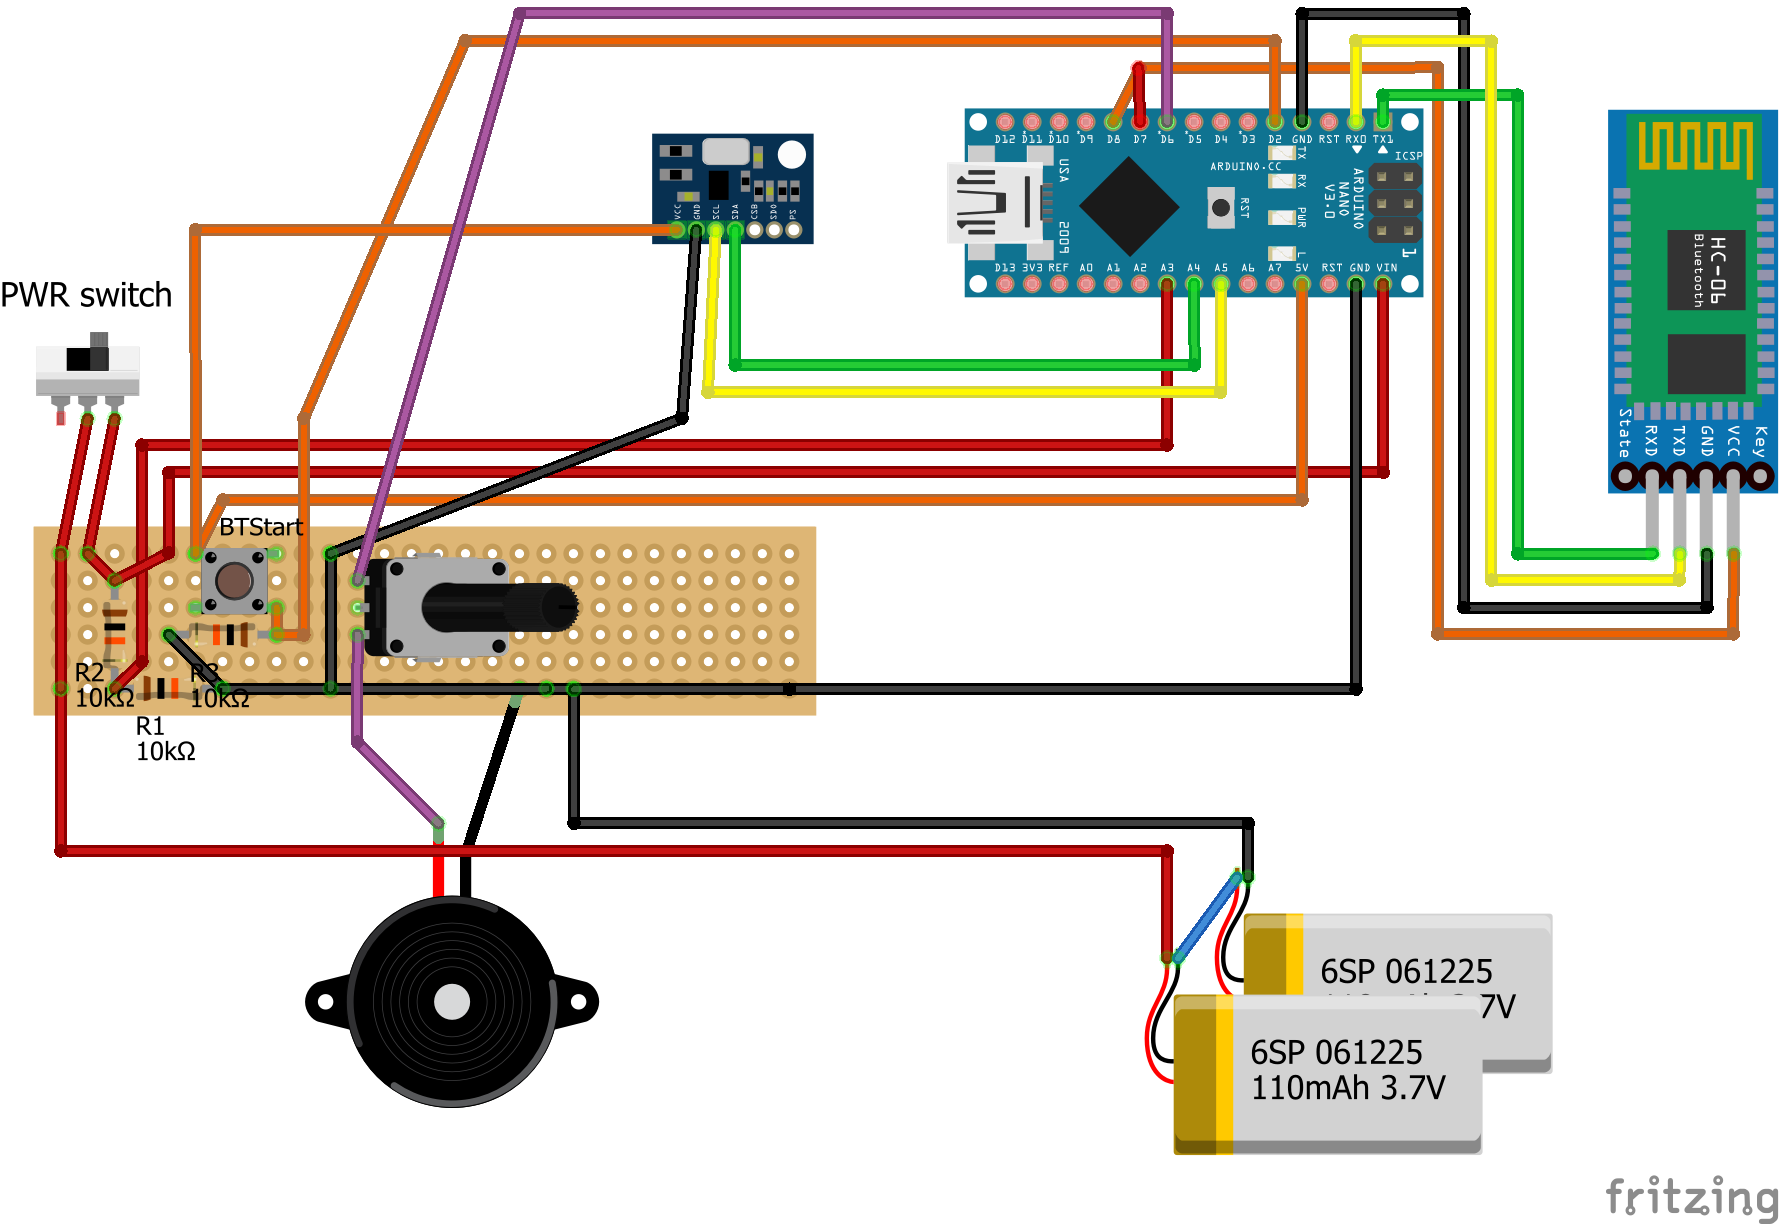 D12 D11 D10 D9 D8 D7 D6 D5 D4 D3 D2 GND RST RX0 TX1
TX
RX
PWR
L
USA
2009
ARDUINO.CC
RST
ARDUINO
NANO
V3.0
ICSP
1
D13 3V3 REF A0 A1 A2 A3 A4 A5 A6 A7 5V RST GND VIN
VCC
GND
SCL
SDA
CSB
SDO
PS
HC-06
Bluetooth
State
RXD
TXD
GND
VCC
Key
PWR switch
BTStart
R2
10kΩ
R3
10kΩ
R1
10kΩ
6SP 061225
6SP 061225
110mAh 3.7V
fritzing